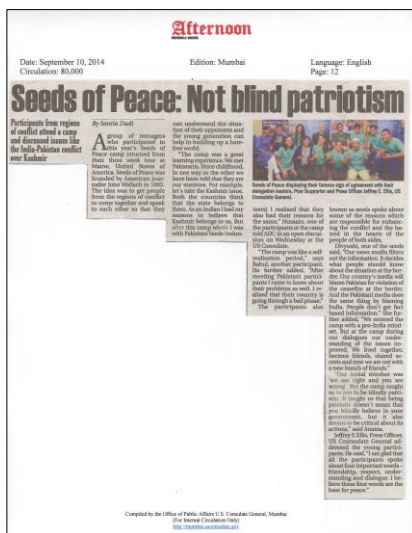 Afternoon
Date: September 10, 2014
Edition: Mumbai
Language: English
Circulation: 80,000
Page: 12
Seeds of Peace: Not blind patriotism
Participants from regions
of conflict attend a camp
and discussed issues like
the India-Pakistan conflict
over Kashmir
By
A group of teenagers
who participated in
this year's Seeds of
Peace camp returned from
their three week tour at
Maine, United States of
America. Seeds of Peace was
founded by American jour-
nalist John Wallach in 1993.
The idea was to get people
from the regions of conflict
to come together and speak
to each other so that they
can understand the situa-
tion of their opponents and
the young generation can
help in building up a hate-
free world.
"The camp was a great
learning experience. We met
Pakistanis. Since childhood,
in one way or the other we
have been told that they are
our enemies. For example,
let's take the Kashmir issue.
Both the countries think
that the state belongs to
them. As an Indian I had my
reasons to believe that
Kashmir belongs to us. But
after this camp where I was
with Pakistan Seeds (volun-
Seeds of Peace displaying their famous sign of agreement with their
delegation leaders, Peer Supporter and Press Officer Jeffrey E. Ellis, US
Consulate General.
teers) I realised that they
also had their reasons for
the same," Hussain, one of
the participants at the camp
told ADC in an open discus-
sion on Wednesday at the
US Consulate.
"The camp was like a self-
realisation period," says
Rahul, another participant.
He further added, "After
meeting Pakistani partici-
pants I came to know about
their problems as well. I re-
alised that their country is
going through a bad phase."
The participants also
known as seeds spoke about
some of the reasons which
are responsible for enhanc-
ing the conflict and the ha-
tred in the hearts of the
people of both sides.
Divyashi, one of the seeds
said, "Our news media filters
out the information. It decides
what people should know
about the situation at the bor-
der. Our country's media will
blame Pakistan for violation of
the ceasefire at the border.
And the Pakistani media does
the same thing by blaming
India. People don't get fact
based information." She fur-
ther added, "We entered the
camp with a pro-India mind-
set. But at the camp during
our dialogues our under-
standing of the issues im-
proved. We lived together,
became friends, shared se-
crets and now we are out with
a new bunch of friends."
"Our initial mindset was
'we are right and you are
wrong'. But the camp taught
us to not to be blindly patri-
otic. It taught us that being
patriotic doesn't mean that
you blindly believe in your
government, but it also
means to be critical about its
actions," said Anaina.
Jeffrey E Ellis, Press Officer,
US Consulate General ad-
dressed the young partici-
pants. He said, "I am glad that
all the participants spoke
about four important words –
friendship, respect, under-
standing and dialogue. I be-
lieve these four words are the
base for peace."
Compiled by the Office of Public Affairs U.S. Consulate General, Mumbai
(For Internal Circulation Only)
http://mumbai.usconsulate.gov